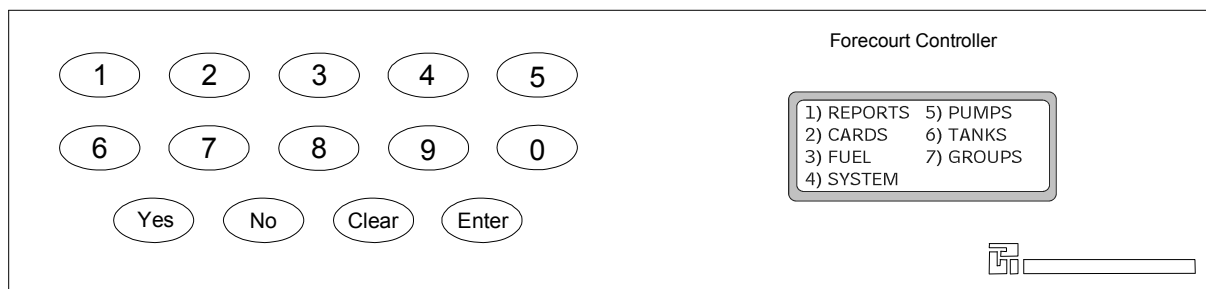 Forecourt Controller
1 2 3 4 5
6 7 8 9 0
Yes No Clear Enter
1) REPORTS 5) PUMPS
2) CARDS 6) TANKS
3) FUEL 7) GROUPS
4) SYSTEM